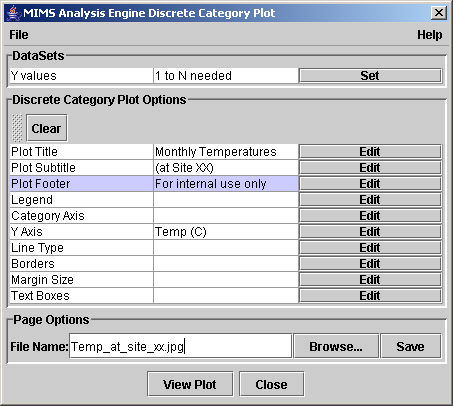 MIMS Analysis Engine Discrete Category Plot
File Help
DataSets
Y values 1 to N needed Set
Discrete Category Plot Options
Clear
Plot Title Monthly Temperatures Edit
Plot Subtitle (at Site XX) Edit
Plot Footer For internal use only Edit
Legend Edit
Category Axis Edit
Y Axis Temp (C) Edit
Line Type Edit
Borders Edit
Margin Size Edit
Text Boxes Edit
Page Options
File Name: Temp_at_site_xx.jpg Browse... Save
View Plot Close